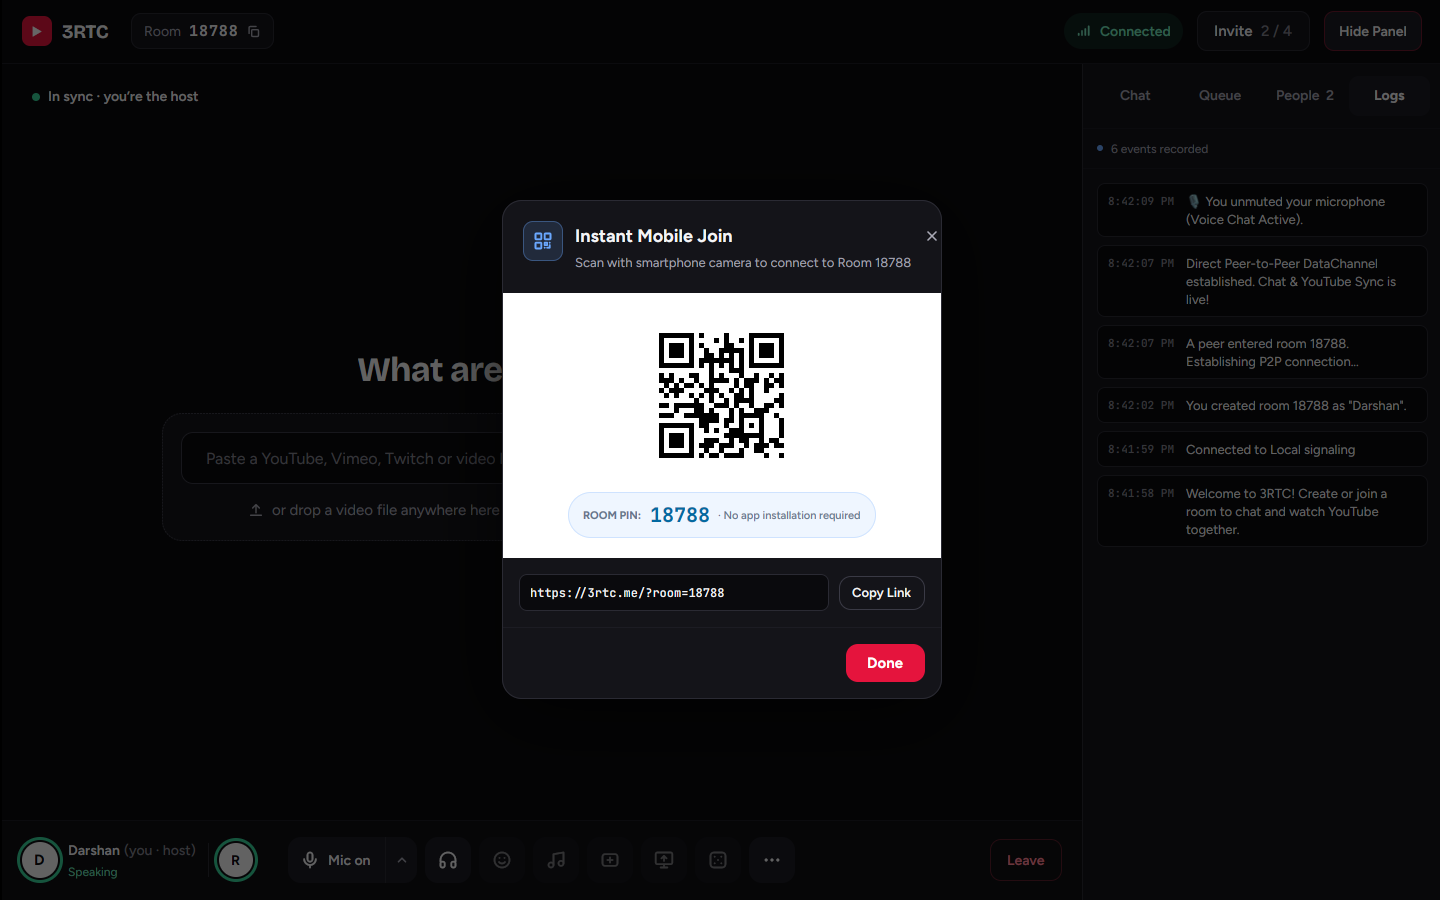 3RTC
Room 18788
Connected
Invite 2 / 4
Hide Panel
In sync · you're the host
Chat
Queue
People 2
Logs
6 events recorded
8:42:09 PM 🎙️ You unmuted your microphone
(Voice Chat Active).
8:42:07 PM Direct Peer-to-Peer DataChannel
established. Chat & YouTube Sync is
live!
8:42:07 PM A peer entered room 18788.
Establishing P2P connection...
8:42:02 PM You created room 18788 as "Darshan".
8:41:59 PM Connected to Local signaling
8:41:58 PM Welcome to 3RTC! Create or join a
room to chat and watch YouTube
together.
What are
Paste a YouTube, Vimeo, Twitch or video
or drop a video file anywhere here
Instant Mobile Join
Scan with smartphone camera to connect to Room 18788
ROOM PIN: 18788 · No app installation required
https://3rtc.me/?room=18788
Copy Link
Done
D
Darshan (you · host)
Speaking
R
Mic on
Leave